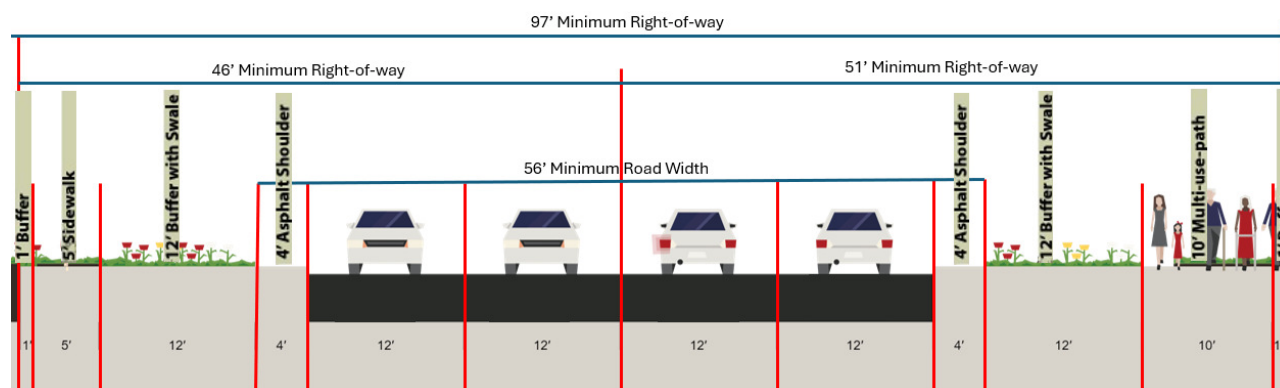 97’ Minimum Right-of-way
46’ Minimum Right-of-way
51’ Minimum Right-of-way
56’ Minimum Road Width
1’ Buffer
5’ Sidewalk
12’ Buffer with Swale
4’ Asphalt Shoulder
4’ Asphalt Shoulder
12’ Buffer with Swale
10’ Multi-use-path
1’
5’
12’
4’
12’
12’
12’
12’
4’
12’
10’